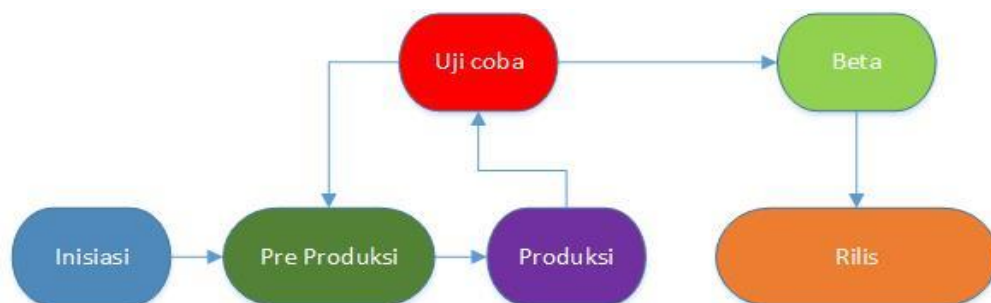 Uji coba
Beta
Inisiasi
Pre Produksi
Produksi
Rilis